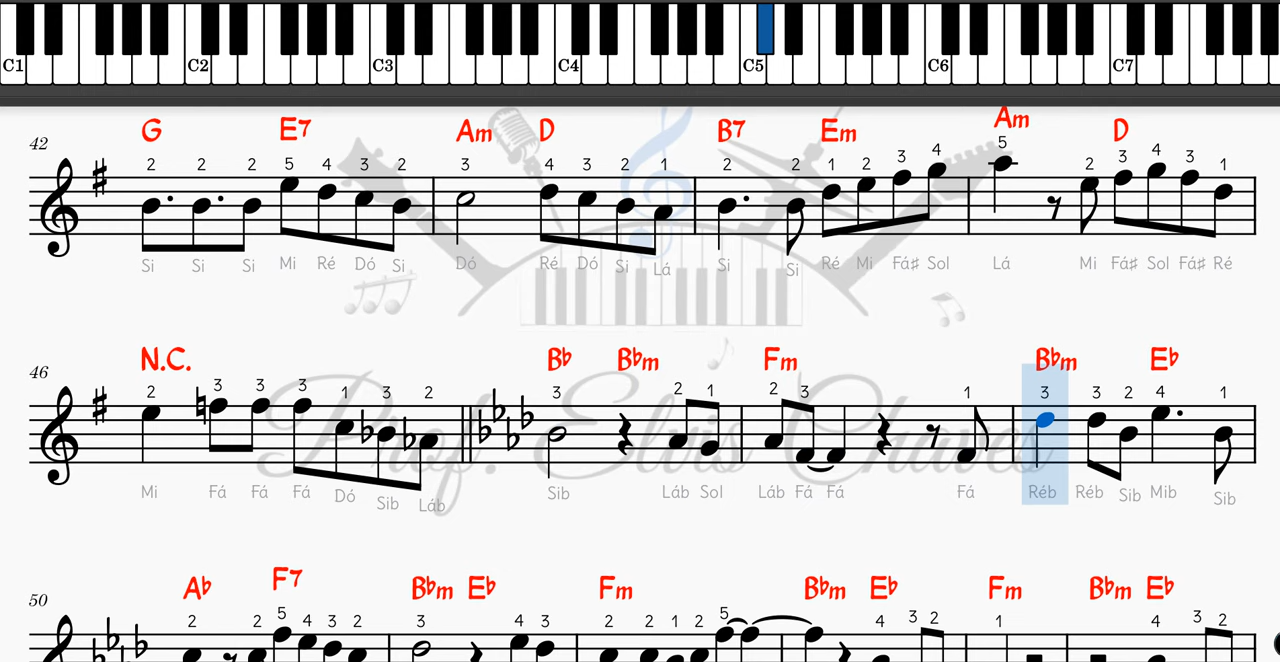 C1 C2 C3 C4 C5 C6 C7
G E7 Am D B7 Em Am D
42
2 2 2 5 4 3 2 3 4 3 2 1 2 2 1 2 3 4 5 2 3 4 3 1
Si Si Si Mi Ré Dó Si Dó Ré Dó Si Lá Si Si Ré Mi Fá♯ Sol Lá Mi Fá♯ Sol Fá♯ Ré
N.C. B♭ B♭m Fm B♭m E♭
46
2 3 3 3 1 3 2 3 2 1 2 3 1 3 3 2 4 1
Prof. Elvis Chaves
Mi Fá Fá Fá Dó Sib Láb Sib Láb Sol Láb Fá Fá Fá Réb Réb Sib Mib Sib
A♭ F7 B♭m E♭ Fm B♭m E♭ Fm B♭m E♭
50
2 2 5 4 3 2 3 4 3 2 2 1 2 5 4 3 2 1 4 3 2